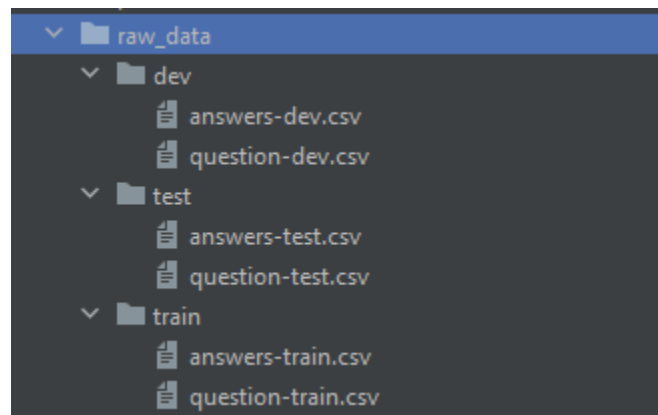 raw_data
dev
answers-dev.csv
question-dev.csv
test
answers-test.csv
question-test.csv
train
answers-train.csv
question-train.csv